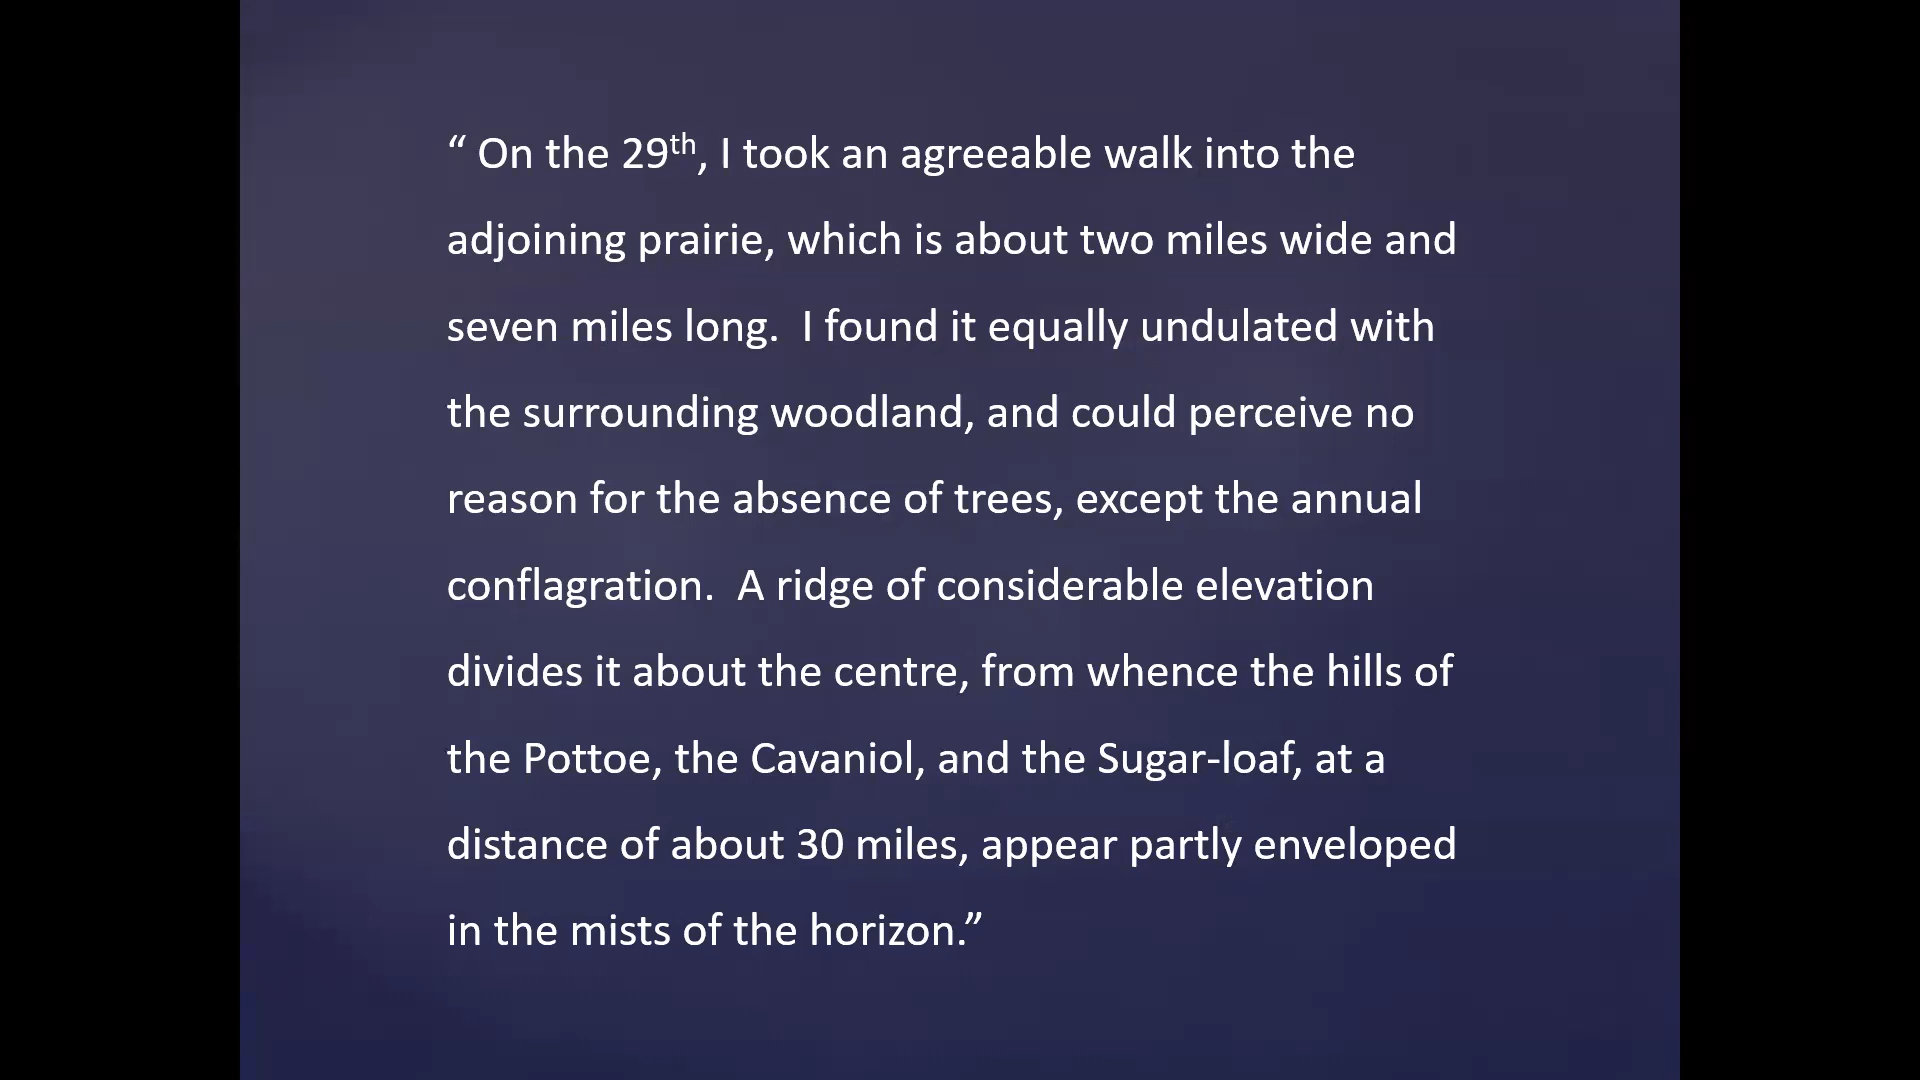 “ On the 29th, I took an agreeable walk into the
adjoining prairie, which is about two miles wide and
seven miles long.  I found it equally undulated with
the surrounding woodland, and could perceive no
reason for the absence of trees, except the annual
conflagration.  A ridge of considerable elevation
divides it about the centre, from whence the hills of
the Pottoe, the Cavaniol, and the Sugar-loaf, at a
distance of about 30 miles, appear partly enveloped
in the mists of the horizon.”